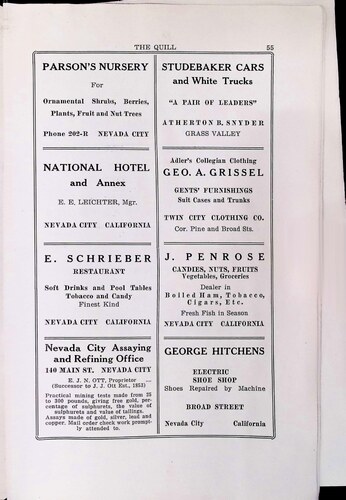 THE QUILL 55
PARSON'S NURSERY
For
Ornamental Shrubs, Berries,
Plants, Fruit and Nut Trees
Phone 202-R NEVADA CITY
STUDEBAKER CARS
and White Trucks
"A PAIR OF LEADERS"
ATHERTON B. SNYDER
GRASS VALLEY
NATIONAL HOTEL
and Annex
E. E. LEICHTER, Mgr.
NEVADA CITY CALIFORNIA
Adler's Collegian Clothing
GEO. A. GRISSEL
GENTS' FURNISHINGS
Suit Cases and Trunks
TWIN CITY CLOTHING CO.
Cor. Pine and Broad Sts.
E. SCHRIEBER
RESTAURANT
Soft Drinks and Pool Tables
Tobacco and Candy
Finest Kind
NEVADA CITY CALIFORNIA
J. PENROSE
CANDIES, NUTS, FRUITS
Vegetables, Groceries
Dealer in
Boiled Ham, Tobacco,
Cigars, Etc.
Fresh Fish in Season
NEVADA CITY CALIFORNIA
Nevada City Assaying
and Refining Office
140 MAIN ST. NEVADA CITY
E. J. N. OTT, Proprietor
(Successor to J. J. Ott Est., 1853)
Practical mining tests made from 25
to 300 pounds, giving free gold, per-
centage of sulphurets, the value of
sulphurets and value of tailings.
Assays made of gold, silver, lead and
copper. Mail order check work prompt-
ly attended to.
GEORGE HITCHENS
ELECTRIC
SHOE SHOP
Shoes Repaired by Machine
BROAD STREET
Nevada City California